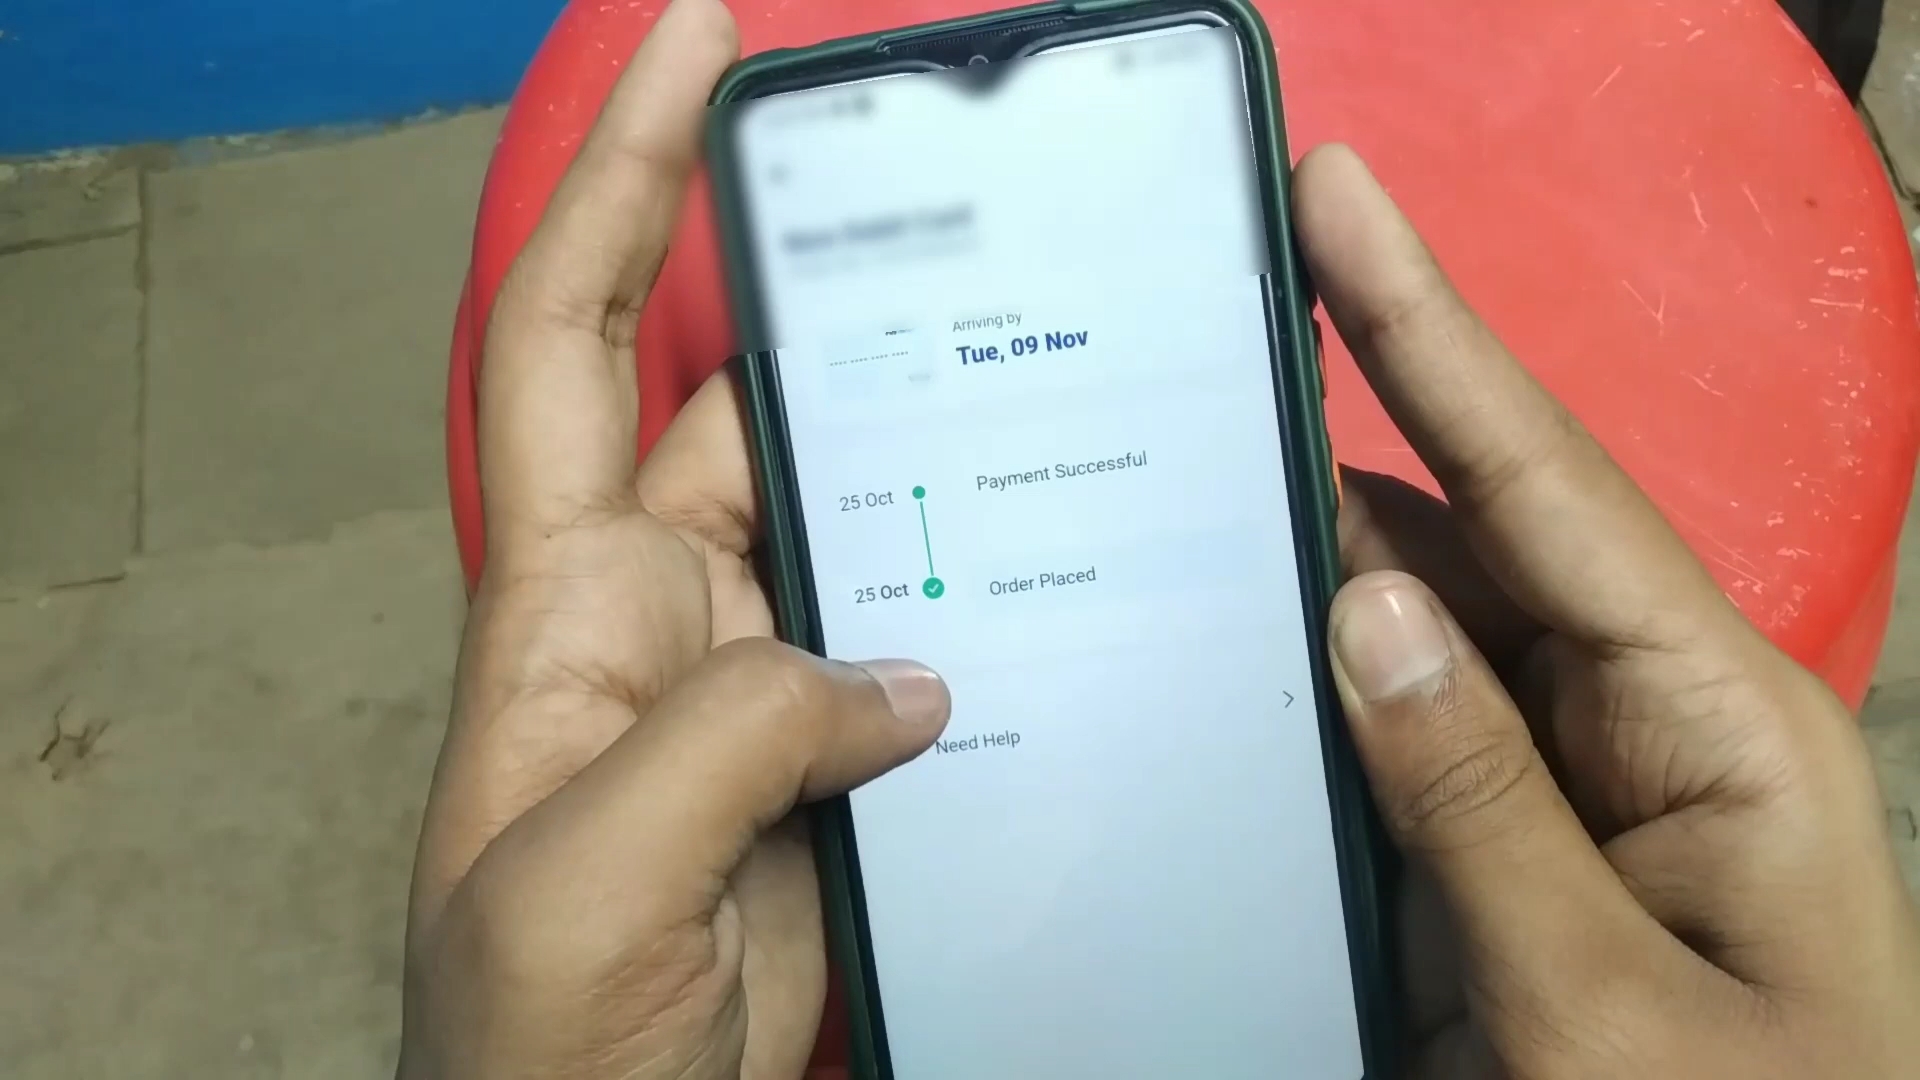 Arriving by
Tue, 09 Nov
25 Oct
Payment Successful
25 Oct
Order Placed
Need Help